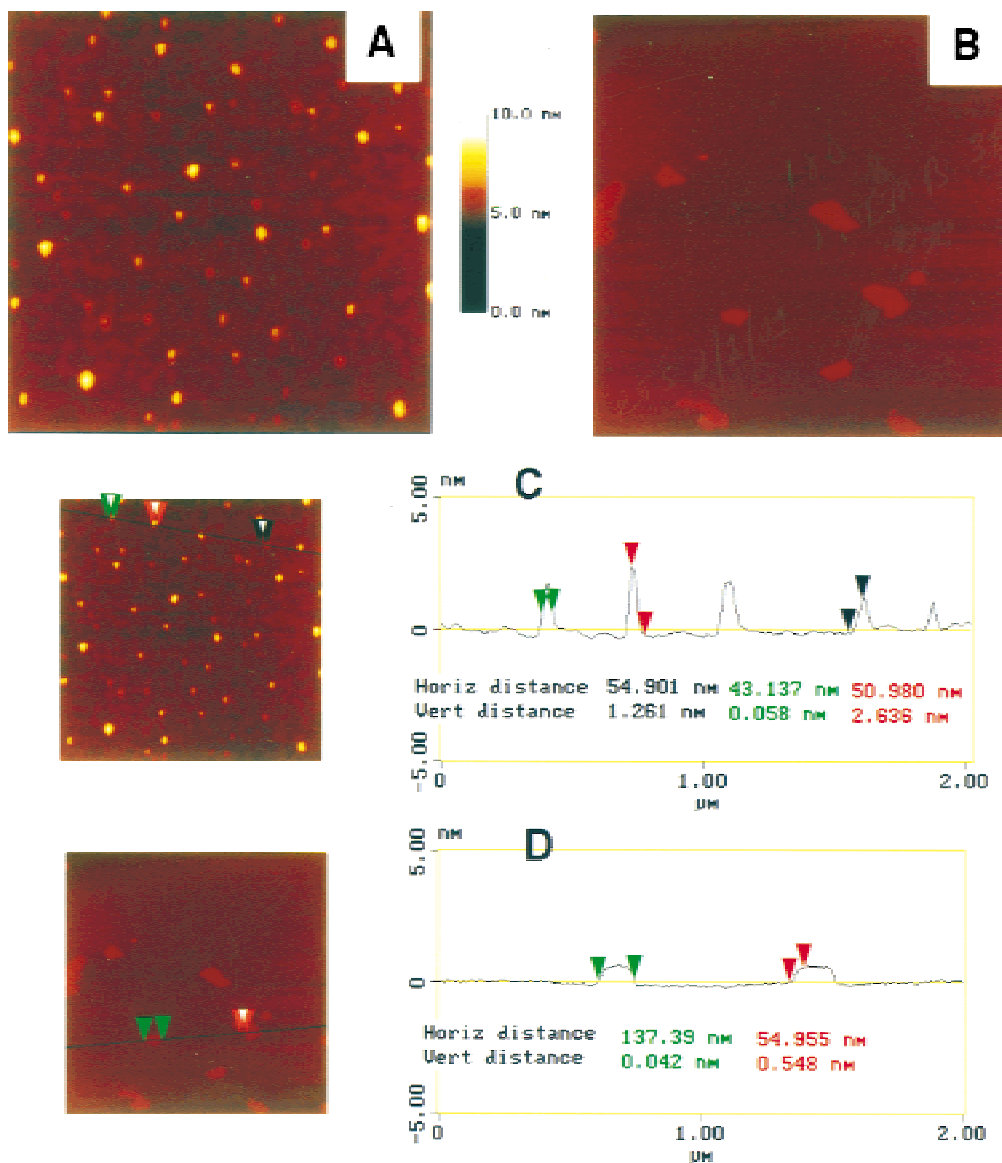 A
B
10.0 nm
5.0 nm
0.0 nm
C
nm
5.00
0
-5.00
Horiz distance 54.901 nm 43.137 nm 50.980 nm
Vert distance 1.261 nm 0.058 nm 2.636 nm
0 1.00 2.00
μm
D
nm
5.00
0
-5.00
Horiz distance 137.39 nm 54.955 nm
Vert distance 0.042 nm 0.548 nm
0 1.00 2.00
μm